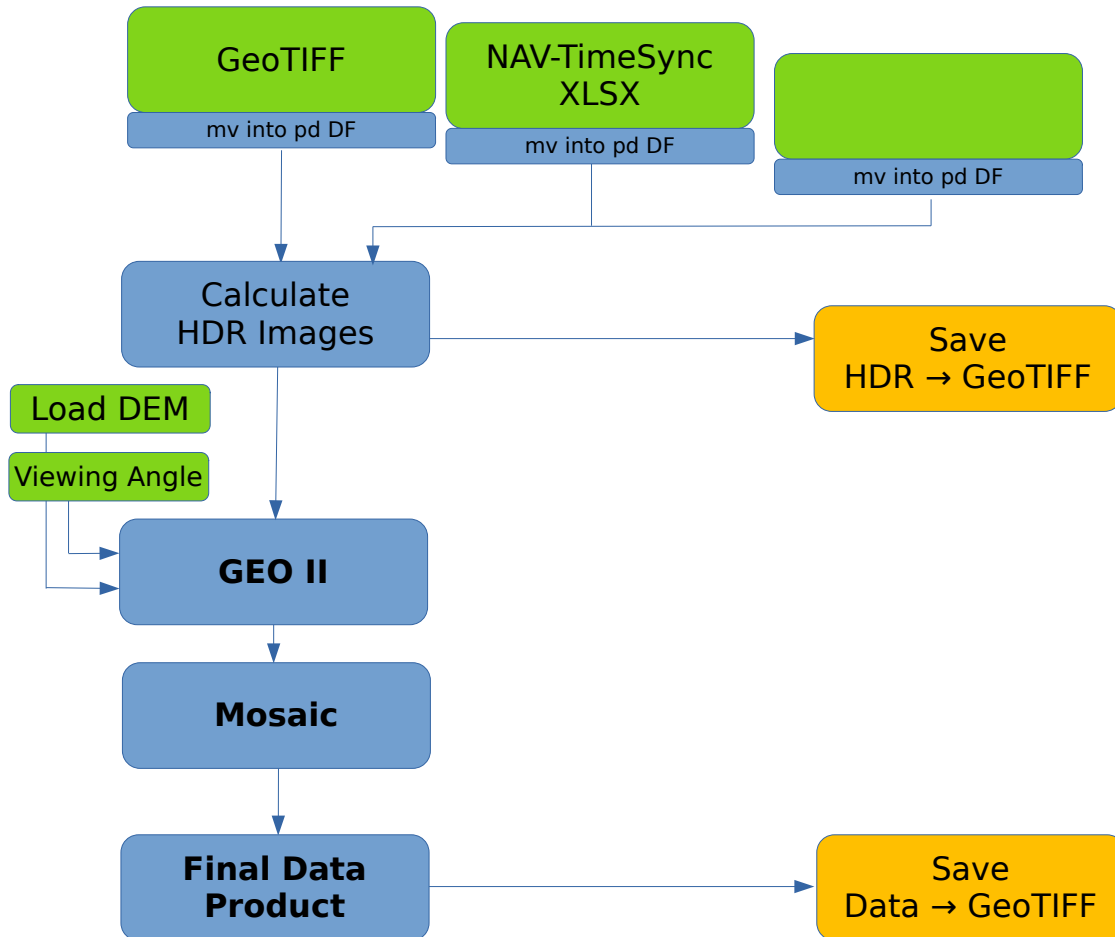 GeoTIFF
mv into pd DF
NAV-TimeSync
XLSX
mv into pd DF
mv into pd DF
Calculate
HDR Images
Save
HDR → GeoTIFF
Load DEM
Viewing Angle
GEO II
Mosaic
Final Data
Product
Save
Data → GeoTIFF